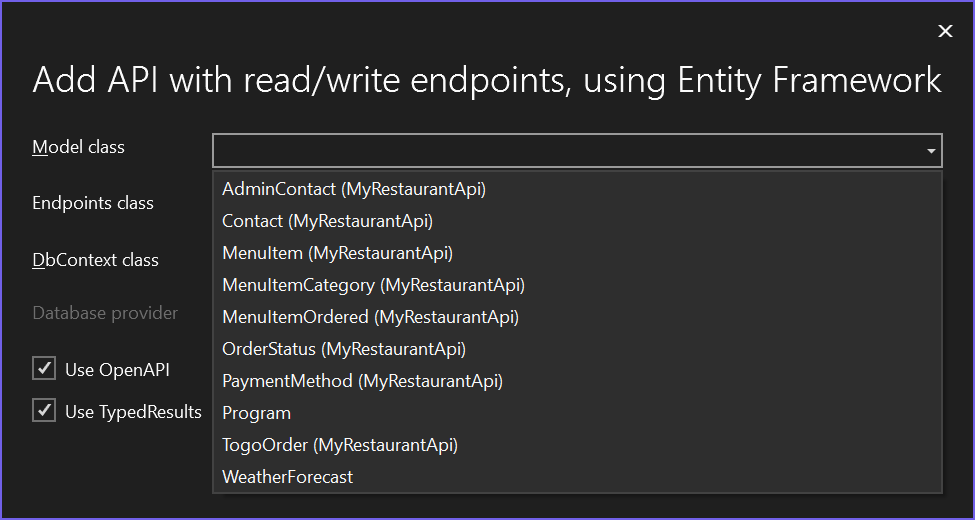 Add API with read/write endpoints, using Entity Framework
Model class
AdminContact (MyRestaurantApi)
Contact (MyRestaurantApi)
Endpoints class
MenuItem (MyRestaurantApi)
DbContext class
MenuItemCategory (MyRestaurantApi)
MenuItemOrdered (MyRestaurantApi)
Database provider
OrderStatus (MyRestaurantApi)
Use OpenAPI
PaymentMethod (MyRestaurantApi)
Use TypedResults
Program
TogoOrder (MyRestaurantApi)
WeatherForecast